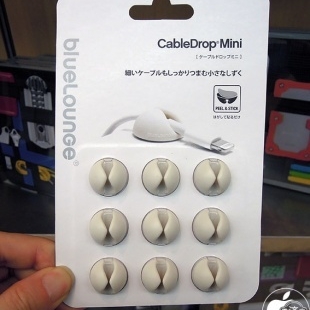 CableDrop® Mini
[ ケーブルドロップミニ ]
細いケーブルもしっかりつまむ小さなしずく
PEEL & STICK
はがして貼るだけ
blueLounge®